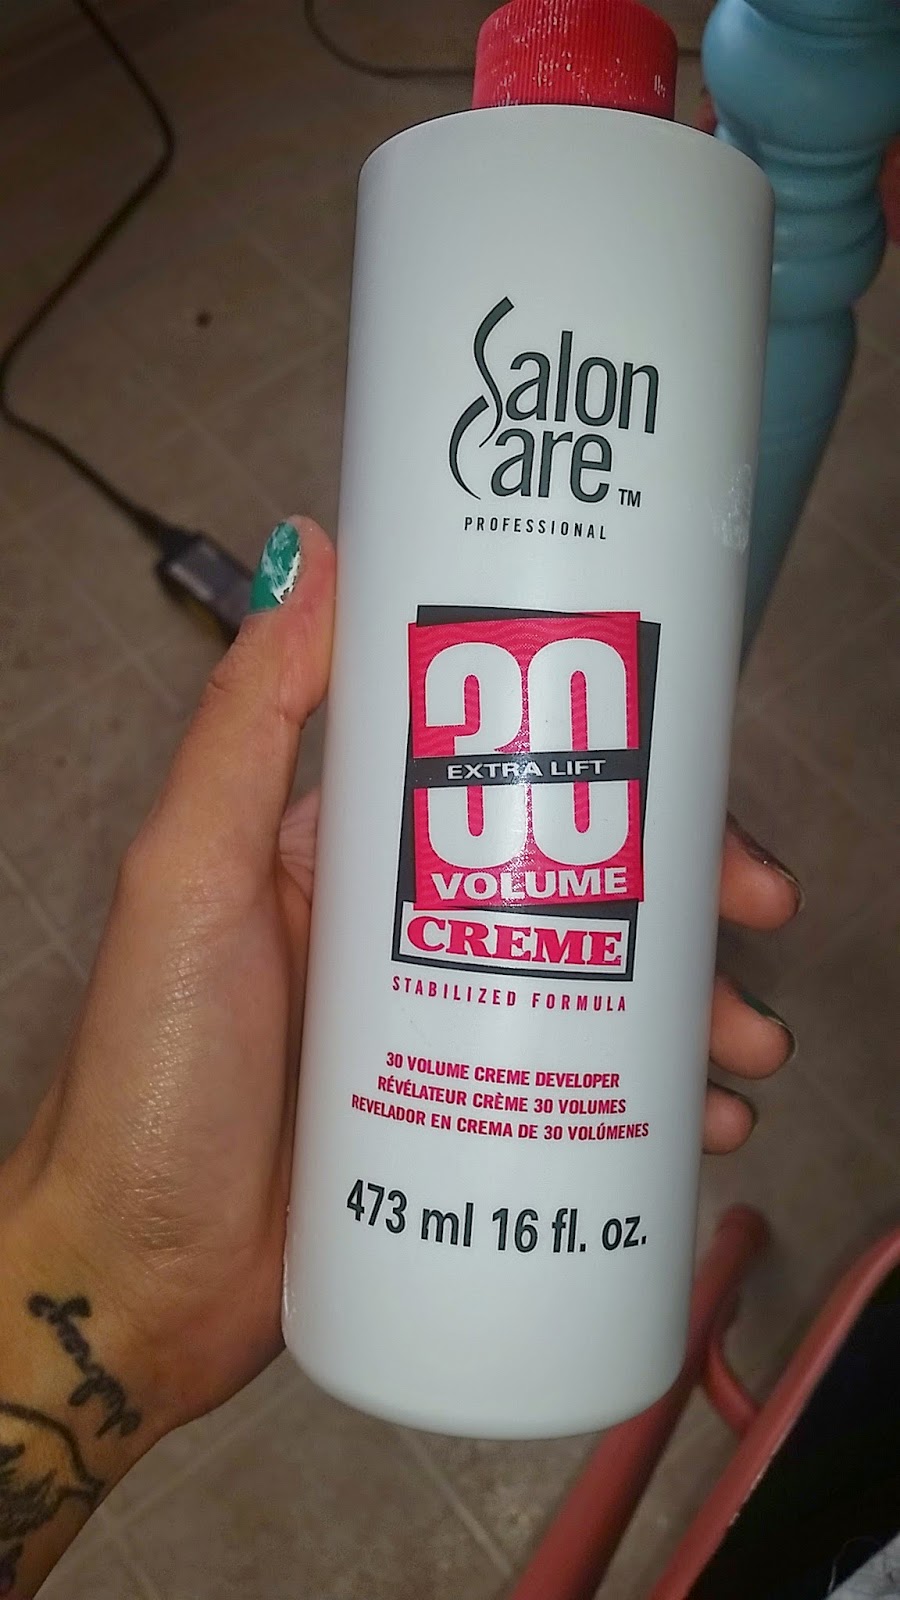 Salon
Care™
PROFESSIONAL
30
EXTRA LIFT
VOLUME
CREME
STABILIZED FORMULA
30 VOLUME CREME DEVELOPER
RÉVÉLATEUR CRÈME 30 VOLUMES
REVELADOR EN CREMA DE 30 VOLÚMENES
473 ml 16 fl. oz.